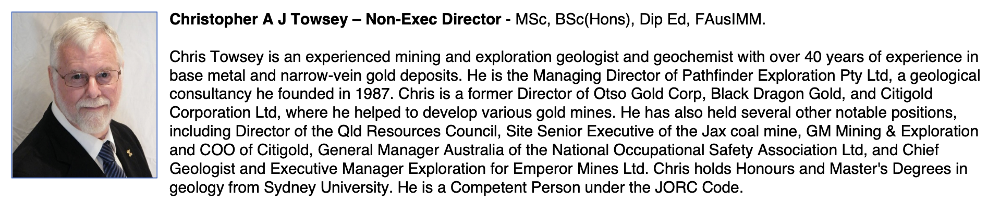 Christopher A J Towsey – Non-Exec Director - MSc, BSc(Hons), Dip Ed, FAusIMM.
Chris Towsey is an experienced mining and exploration geologist and geochemist with over 40 years of experience in
base metal and narrow-vein gold deposits. He is the Managing Director of Pathfinder Exploration Pty Ltd, a geological
consultancy he founded in 1987. Chris is a former Director of Otso Gold Corp, Black Dragon Gold, and Citigold
Corporation Ltd, where he helped to develop various gold mines. He has also held several other notable positions,
including Director of the Qld Resources Council, Site Senior Executive of the Jax coal mine, GM Mining & Exploration
and COO of Citigold, General Manager Australia of the National Occupational Safety Association Ltd, and Chief
Geologist and Executive Manager Exploration for Emperor Mines Ltd. Chris holds Honours and Master's Degrees in
geology from Sydney University. He is a Competent Person under the JORC Code.